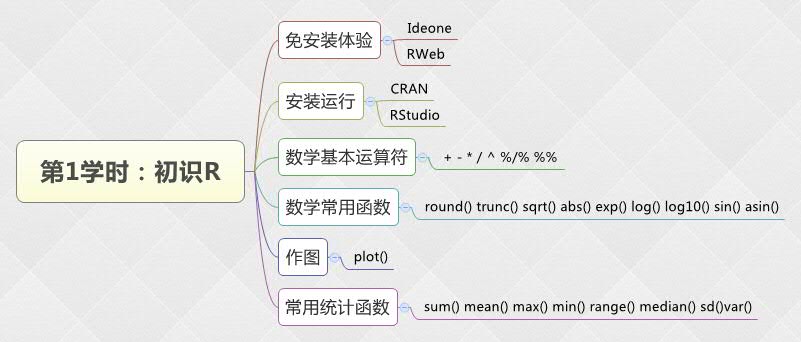 第1学时：初识R
免安装体验
Ideone
RWeb
安装运行
CRAN
RStudio
数学基本运算符
+ - * / ^ %/% %%
数学常用函数
round() trunc() sqrt() abs() exp() log() log10() sin() asin()
作图
plot()
常用统计函数
sum() mean() max() min() range() median() sd()var()